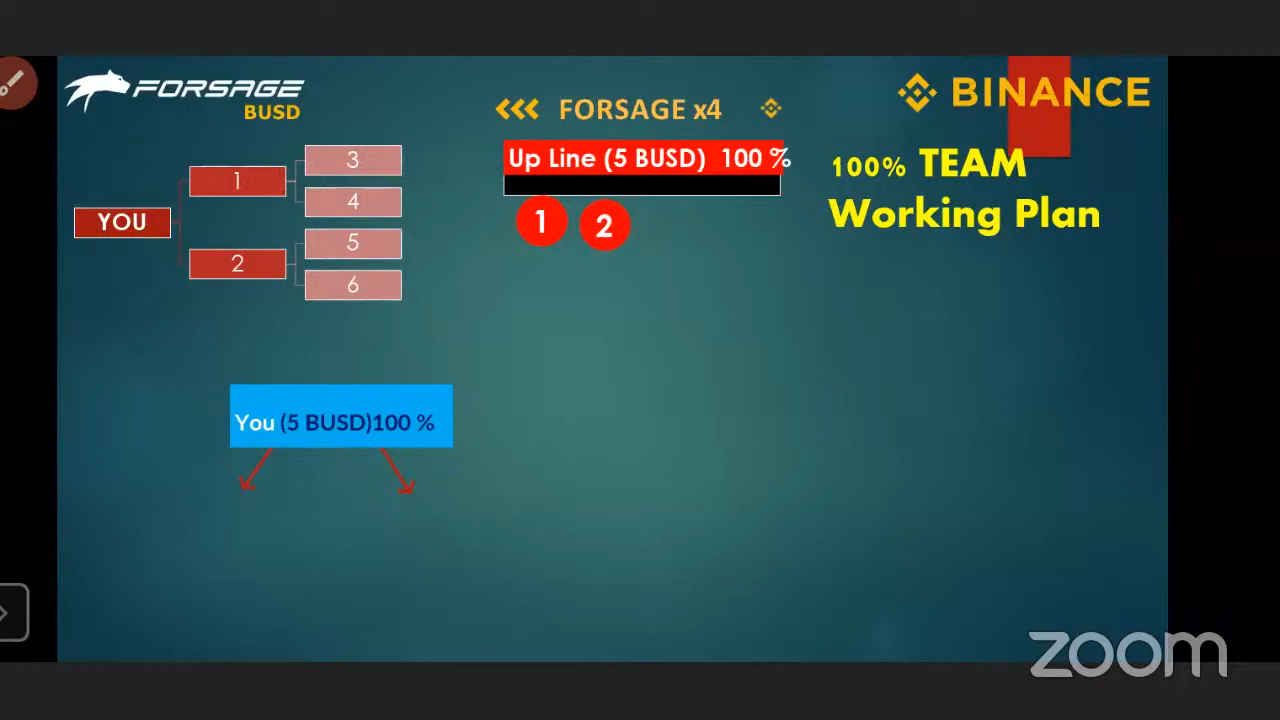 FORSAGE
BUSD
FORSAGE x4
BINANCE
Up Line (5 BUSD) 100 %
100% TEAM
Working Plan
YOU
1
2
3
4
5
6
1
2
You (5 BUSD)100 %
zoom